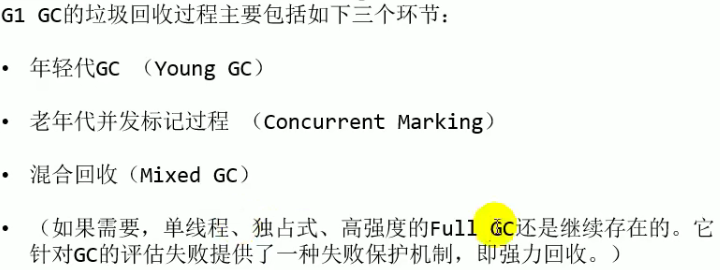 G1 GC的垃圾回收过程主要包括如下三个环节：
• 年轻代GC （Young GC）
• 老年代并发标记过程 （Concurrent Marking）
• 混合回收（Mixed GC）
• （如果需要，单线程、独占式、高强度的Full GC还是继续存在的。它
针对GC的评估失败提供了一种失败保护机制，即强力回收。）